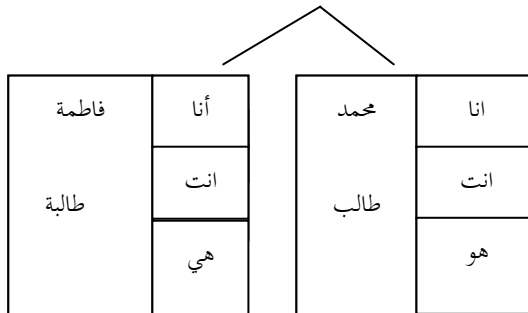 انا محمد
انت طالب
هو
أنا فاطمة
انت طالبة
هي